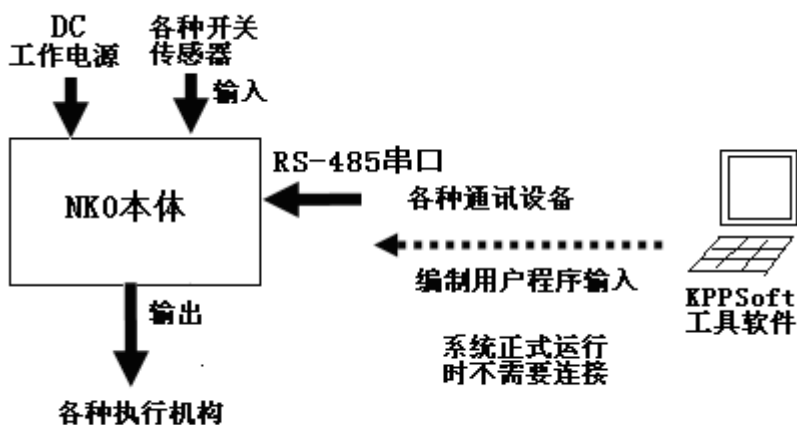 DC
工作电源
各种开关
传感器
输入
RS-485串口
NKO本体
各种通讯设备
编制用户程序输入
KPPSoft
工具软件
输出
系统正式运行
时不需要连接
各种执行机构